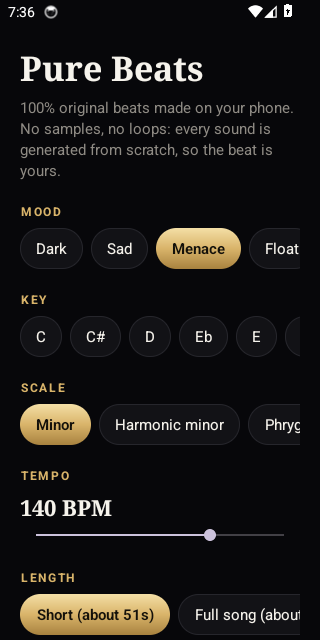 7:36
Pure Beats
100% original beats made on your phone.
No samples, no loops: every sound is
generated from scratch, so the beat is
yours.
MOOD
Dark Sad Menace Float
KEY
C C# D Eb E
SCALE
Minor Harmonic minor Phryg
TEMPO
140 BPM
LENGTH
Short (about 51s) Full song (about